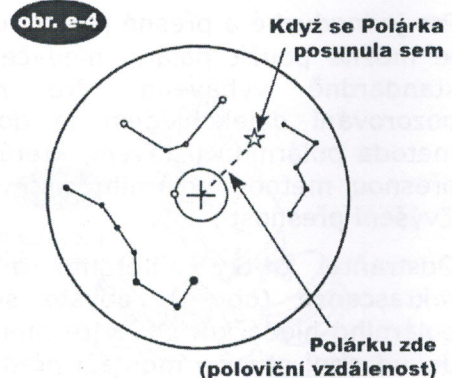 obr. e-4
Když se Polárka
posunula sem
Polárku zde
(poloviční vzdálenost)